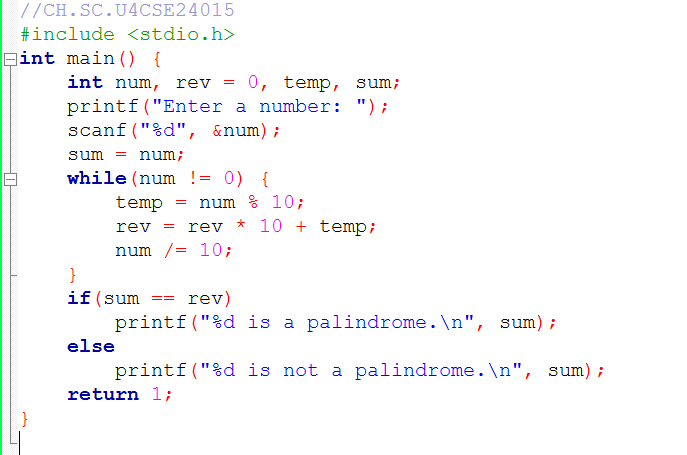 //CH.SC.U4CSE24015
#include <stdio.h>
int main() {
    int num, rev = 0, temp, sum;
    printf("Enter a number: ");
    scanf("%d", &num);
    sum = num;
    while(num != 0) {
        temp = num % 10;
        rev = rev * 10 + temp;
        num /= 10;
    }
    if(sum == rev)
        printf("%d is a palindrome.\n", sum);
    else
        printf("%d is not a palindrome.\n", sum);
    return 1;
}